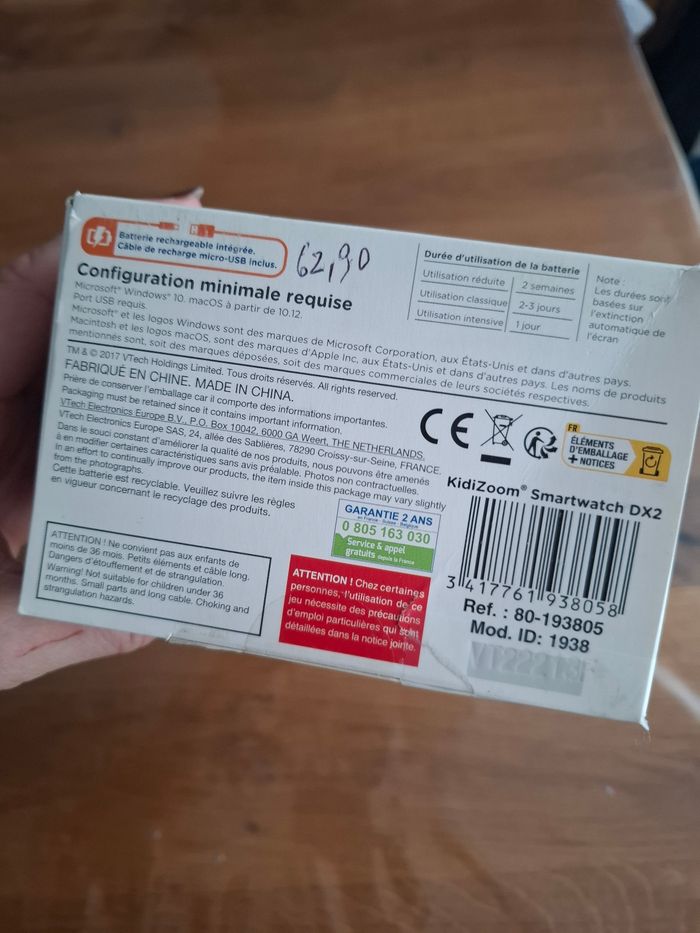 Batterie rechargeable intégrée.
Câble de recharge micro-USB inclus.
62,90
Configuration minimale requise
Microsoft® Windows® 10, macOS à partir de 10.12.
Port USB requis.
Microsoft® et les logos Windows sont des marques de Microsoft Corporation, aux États-Unis et dans d'autres pays.
Macintosh et les logos macOS, sont des marques d'Apple Inc, aux États-Unis et dans d'autres pays. Les noms de produits
mentionnés sont, soit des marques déposées, soit des marques commerciales de leurs sociétés respectives.
Durée d'utilisation de la batterie
Utilisation réduite 2 semaines
Utilisation classique 2-3 jours
Utilisation intensive 1 jour
Note :
Les durées sont
basées sur
l'extinction
automatique de
l'écran
TM & © 2017 VTech Holdings Limited. Tous droits réservés. All rights reserved.
FABRIQUÉ EN CHINE. MADE IN CHINA.
Prière de conserver l'emballage car il comporte des informations importantes.
Packaging must be retained since it contains important information.
VTech Electronics Europe B.V., P.O. Box 10042, 6000 GA Weert, THE NETHERLANDS.
VTech Electronics Europe SAS, 24, allée des Sablières, 78290 Croissy-sur-Seine, FRANCE.
Dans le souci constant d'améliorer la qualité de nos produits, nous pouvons être amenés
à en modifier certaines caractéristiques sans avis préalable. Photos non contractuelles.
In an effort to continually improve our products, the item inside this package may vary slightly
from the photographs.
Cette batterie est recyclable. Veuillez suivre les règles
en vigueur concernant le recyclage des produits.
CE
FR
ÉLÉMENTS
D'EMBALLAGE
+ NOTICES
GARANTIE 2 ANS
en France - Suisse - Belgique
0 805 163 030
Service & appel
gratuits depuis la France
KidiZoom® Smartwatch DX2
3 417761 938058
Ref. : 80-193805
Mod. ID: 1938
ATTENTION ! Ne convient pas aux enfants de
moins de 36 mois. Petits éléments et câble long.
Dangers d'étouffement et de strangulation.
Warning! Not suitable for children under 36
months. Small parts and long cable. Choking and
strangulation hazards.
ATTENTION ! Chez certaines
personnes, l'utilisation de ce
jeu nécessite des précautions
d'emploi particulières qui sont
détaillées dans la notice jointe.